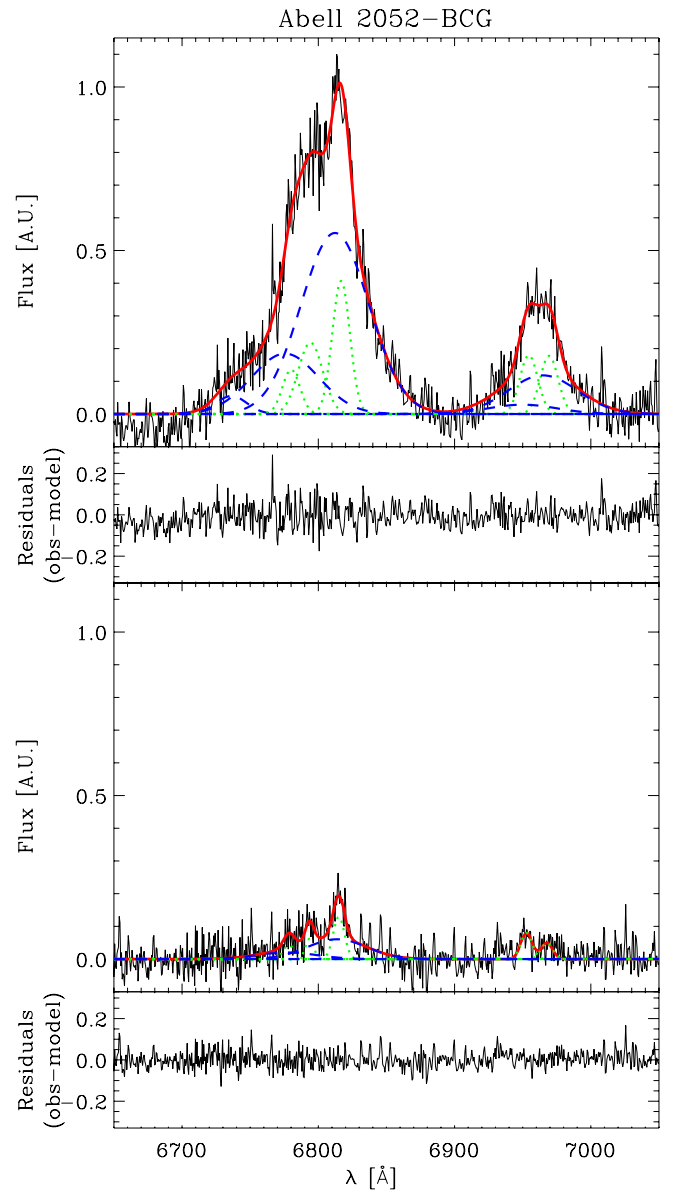 Abell 2052−BCG
1.0
0.5
0.0
Flux [A.U.]
0.2
0.0
−0.2
Residuals
(obs−model)
1.0
0.5
0.0
Flux [A.U.]
0.2
0.0
−0.2
Residuals
(obs−model)
6700 6800 6900 7000
λ [Å]